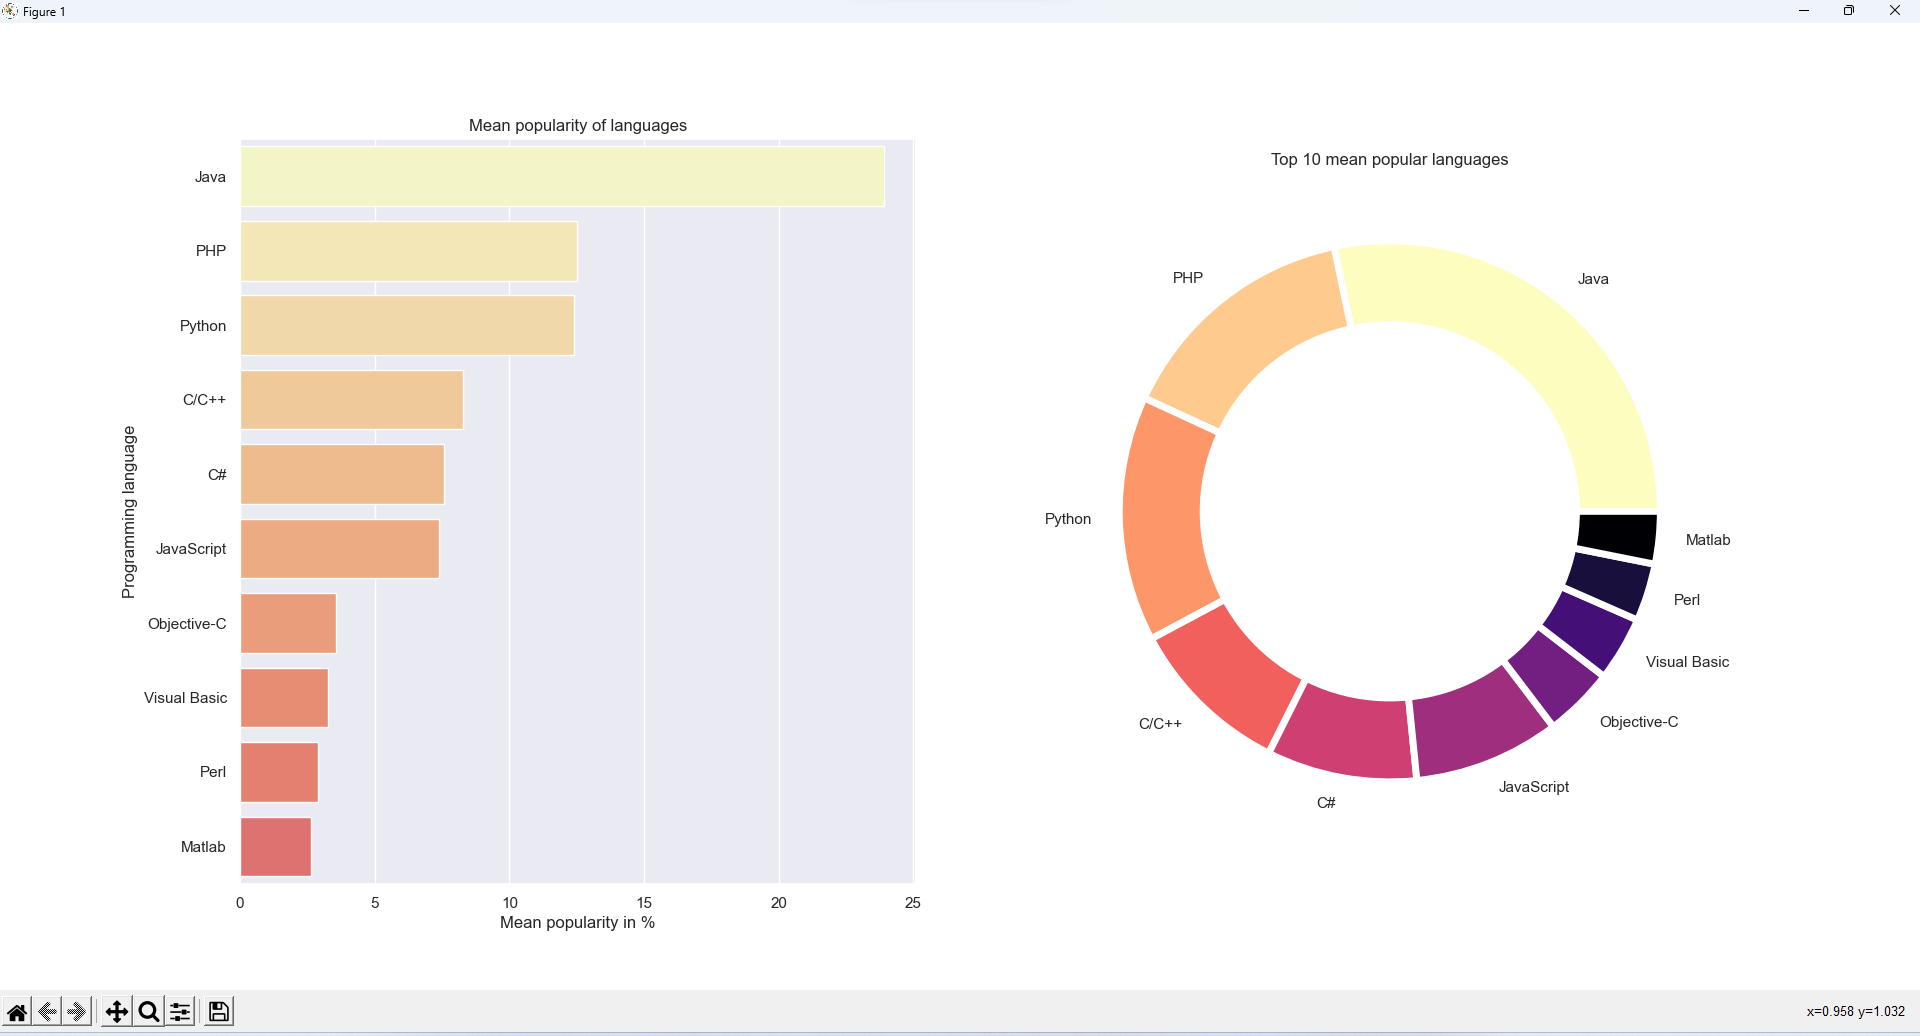 Figure 1
Mean popularity of languages
Java
PHP
Python
C/C++
C#
JavaScript
Objective-C
Visual Basic
Perl
Matlab
Programming language
0 5 10 15 20 25
Mean popularity in %
Top 10 mean popular languages
Java
PHP
Python
C/C++
C#
JavaScript
Objective-C
Visual Basic
Perl
Matlab
x=0.958 y=1.032